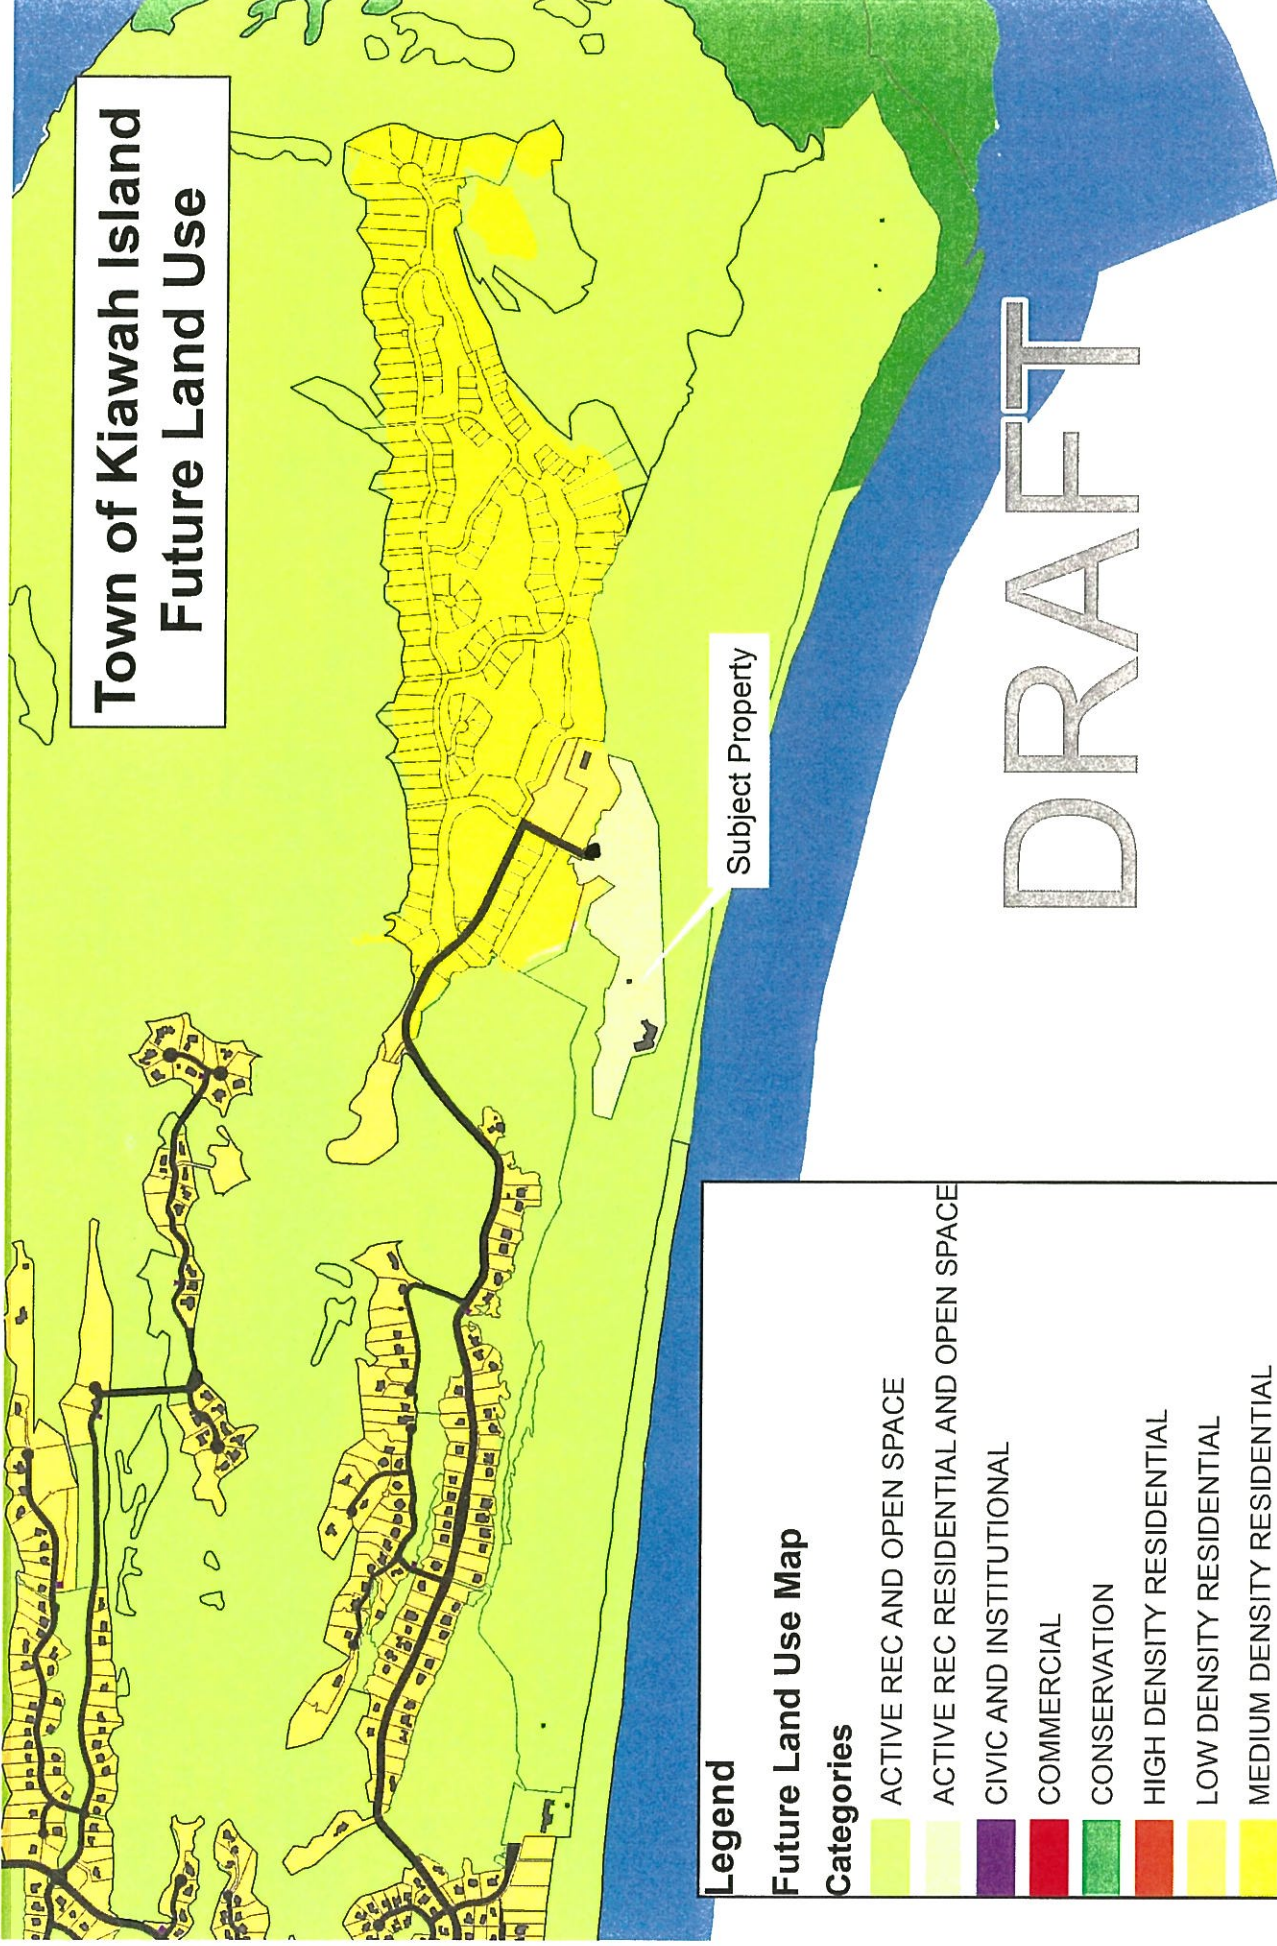 Town of Kiawah Island
Future Land Use
Subject Property
DRAFT
Legend
Future Land Use Map
Categories
ACTIVE REC AND OPEN SPACE
ACTIVE REC RESIDENTIAL AND OPEN SPACE
CIVIC AND INSTITUTIONAL
COMMERCIAL
CONSERVATION
HIGH DENSITY RESIDENTIAL
LOW DENSITY RESIDENTIAL
MEDIUM DENSITY RESIDENTIAL